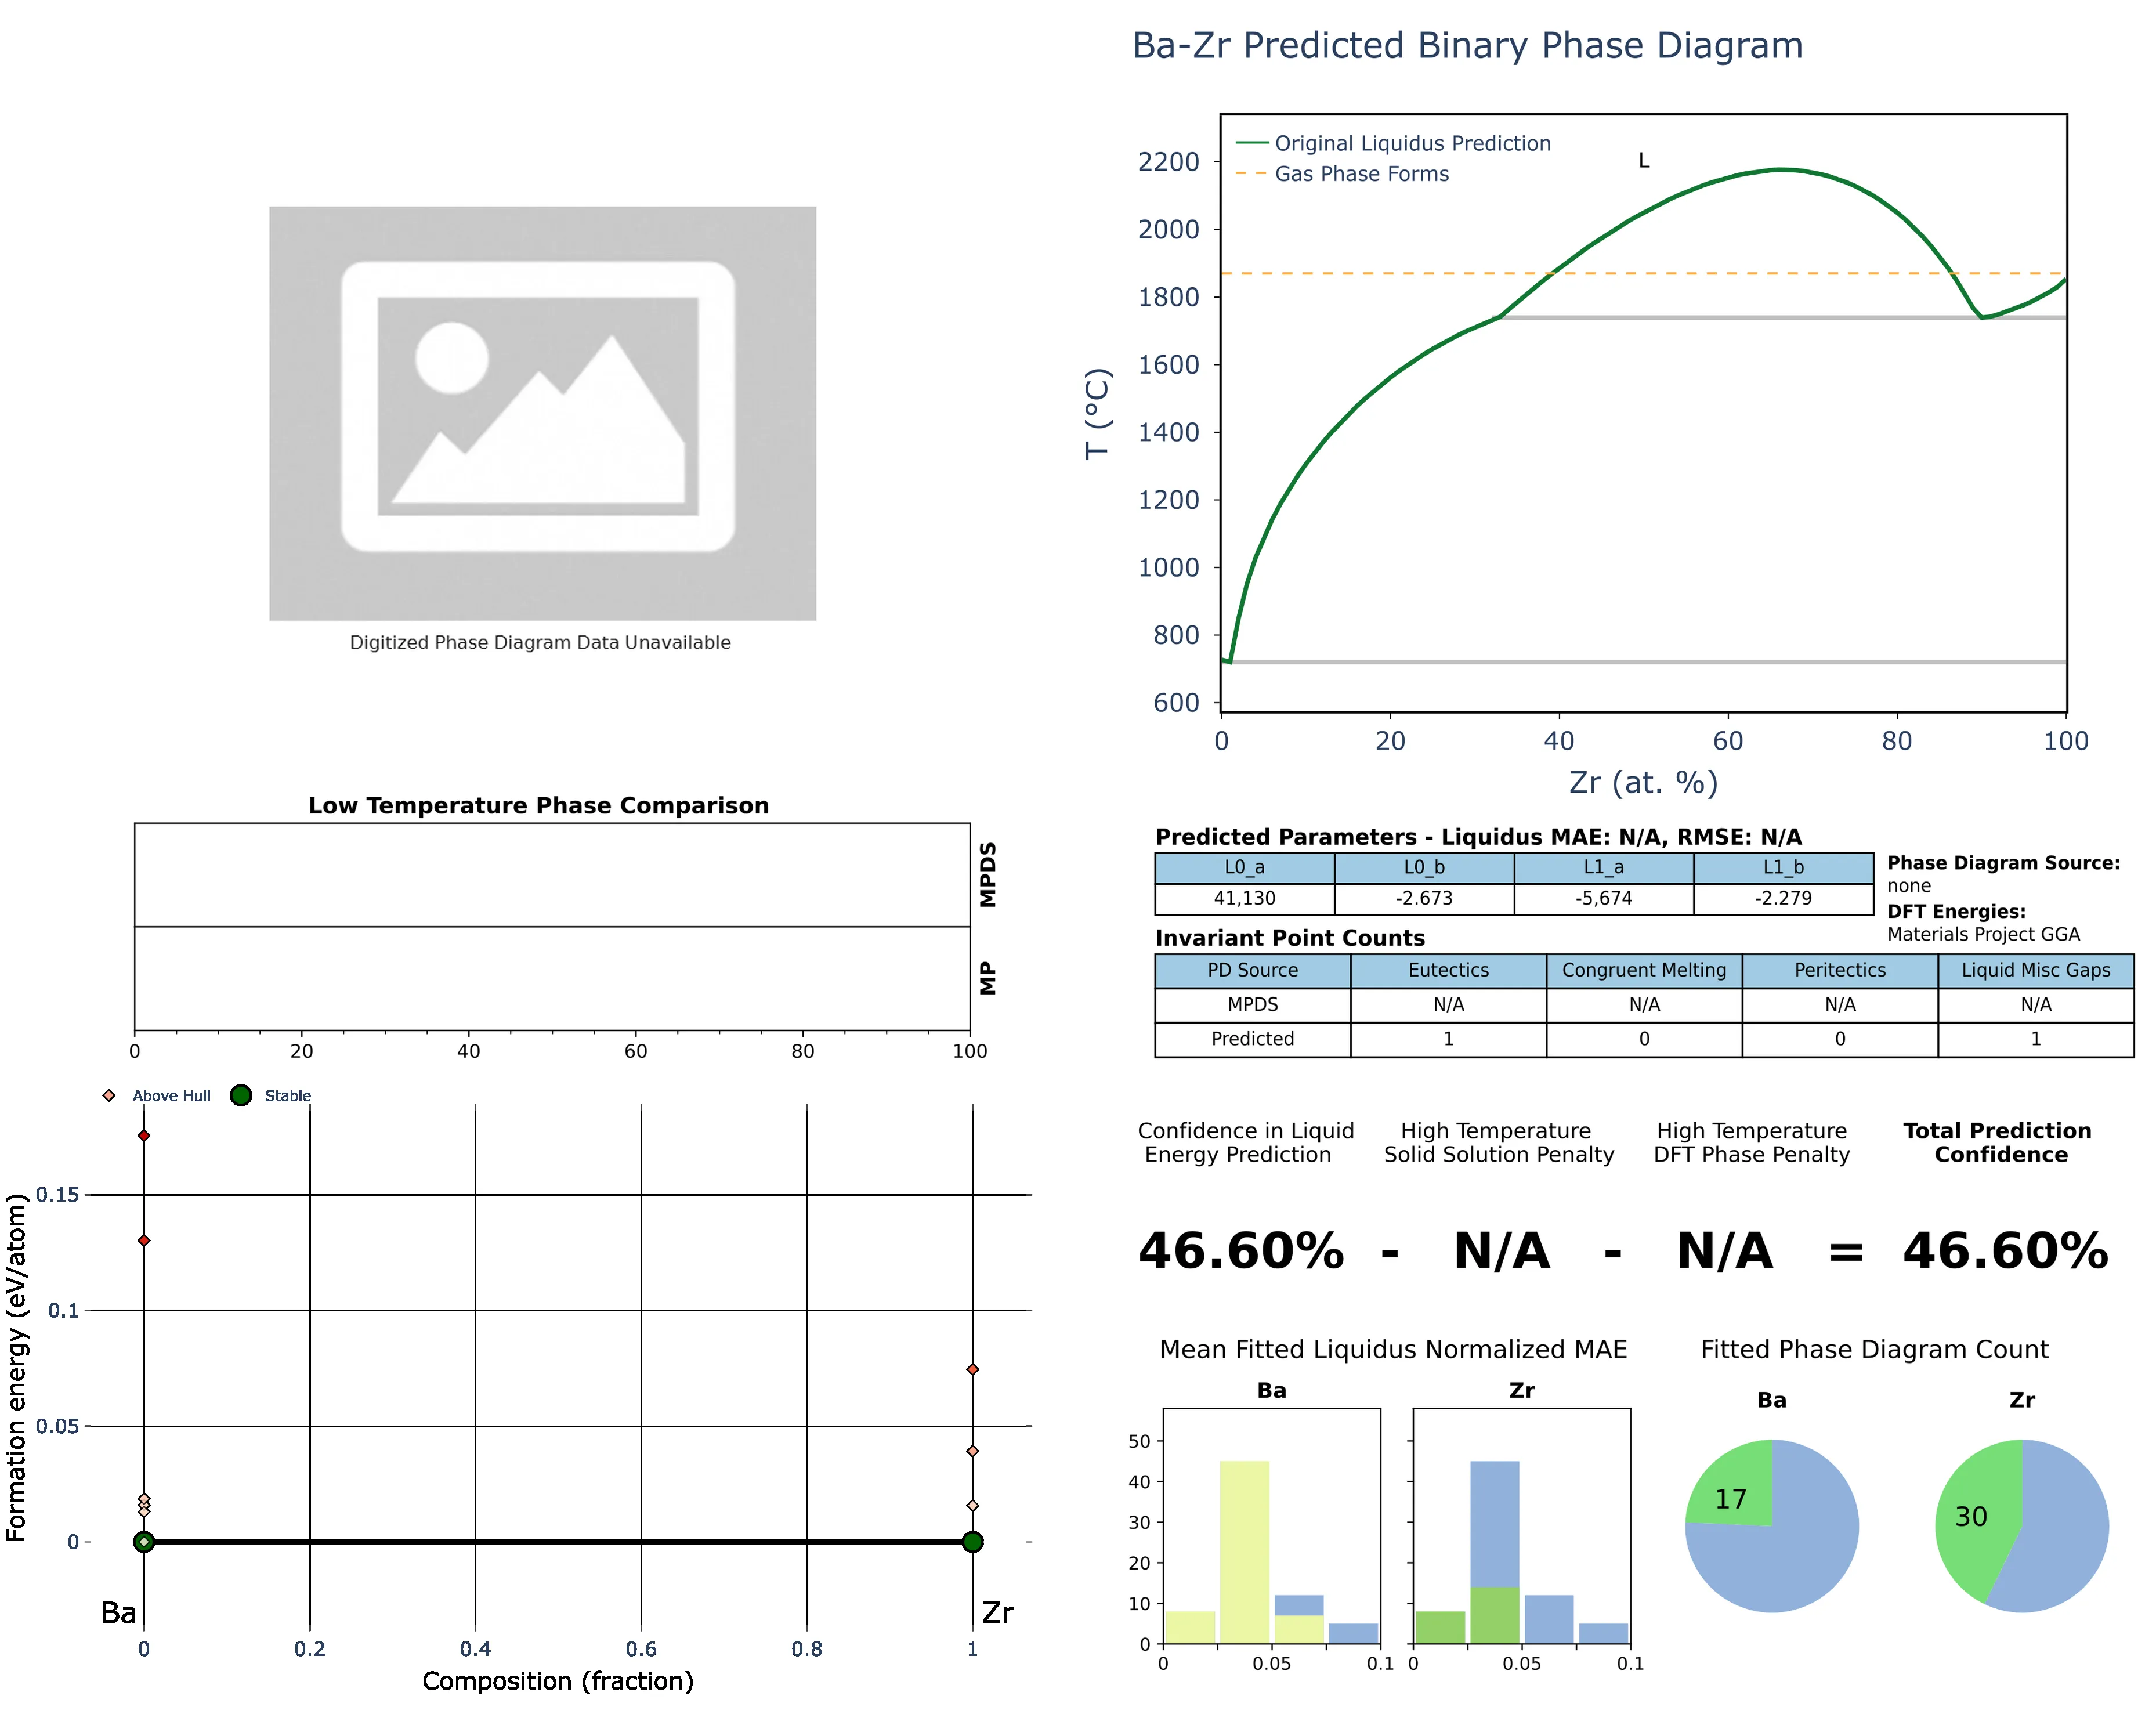 Ba-Zr Predicted Binary Phase Diagram
Original Liquidus Prediction
Gas Phase Forms
L
2200
2000
1800
1600
1400
1200
1000
800
600
T (°C)
0 20 40 60 80 100
Zr (at. %)
Digitized Phase Diagram Data Unavailable
Low Temperature Phase Comparison
MPDS
MP
0 20 40 60 80 100
Predicted Parameters - Liquidus MAE: N/A, RMSE: N/A
L0_a L0_b L1_a L1_b
41,130 -2.673 -5,674 -2.279
Phase Diagram Source:
none
DFT Energies:
Materials Project GGA
Invariant Point Counts
PD Source Eutectics Congruent Melting Peritectics Liquid Misc Gaps
MPDS N/A N/A N/A N/A
Predicted 1 0 0 1
Above Hull Stable
0.15
0.1
0.05
0
Formation energy (eV/atom)
Ba Zr
0 0.2 0.4 0.6 0.8 1
Composition (fraction)
Confidence in Liquid
Energy Prediction
High Temperature
Solid Solution Penalty
High Temperature
DFT Phase Penalty
Total Prediction
Confidence
46.60% - N/A - N/A = 46.60%
Mean Fitted Liquidus Normalized MAE
Ba Zr
50
40
30
20
10
0
0 0.05 0.1
0 0.05 0.1
Fitted Phase Diagram Count
Ba Zr
17
30